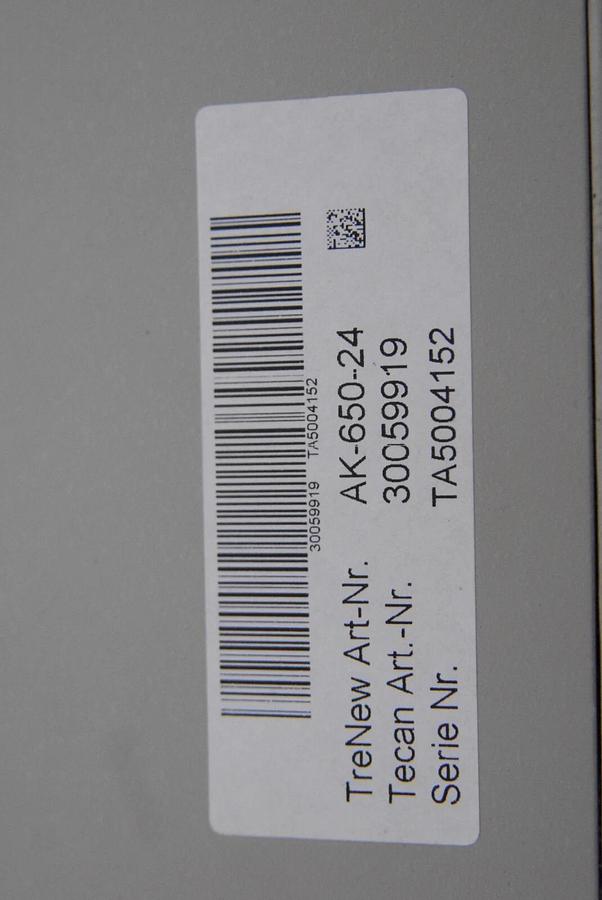 30059919 TA5004152
TreNew Art-Nr. AK-650-24
Tecan Art.-Nr. 30059919
Serie Nr. TA5004152